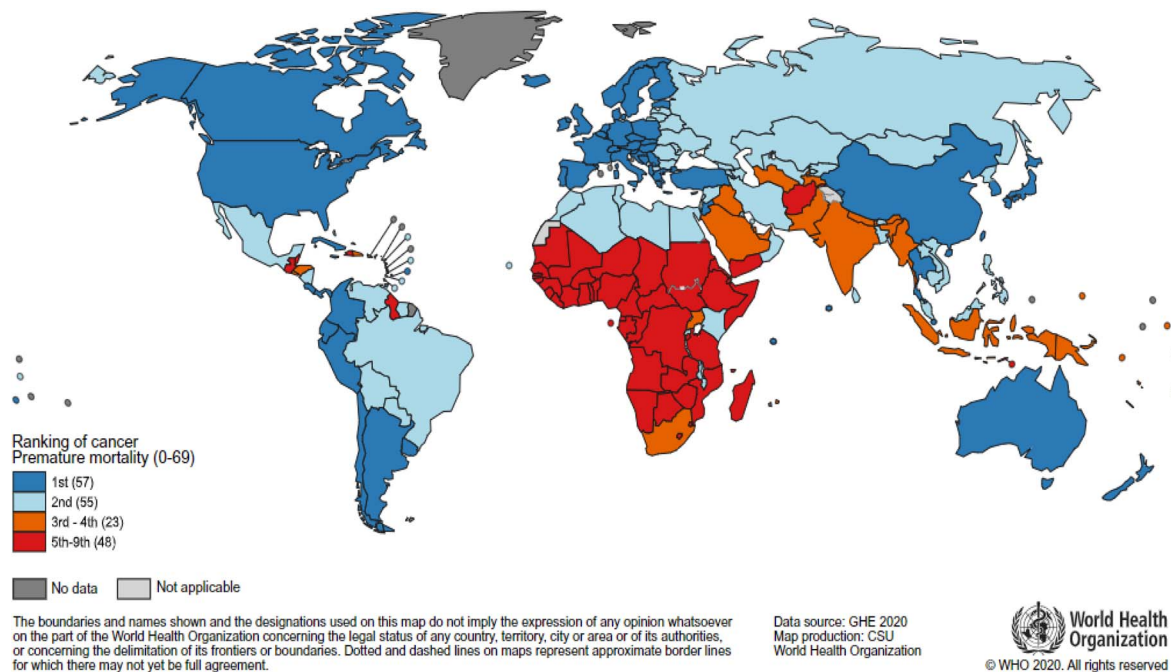 Ranking of cancer
Premature mortality (0-69)
1st (57)
2nd (55)
3rd - 4th (23)
5th-9th (48)
No data
Not applicable
The boundaries and names shown and the designations used on this map do not imply the expression of any opinion whatsoever
on the part of the World Health Organization concerning the legal status of any country, territory, city or area or of its authorities,
or concerning the delimitation of its frontiers or boundaries. Dotted and dashed lines on maps represent approximate border lines
for which there may not yet be full agreement.
Data source: GHE 2020
Map production: CSU
World Health Organization
World Health
Organization
© WHO 2020. All rights reserved